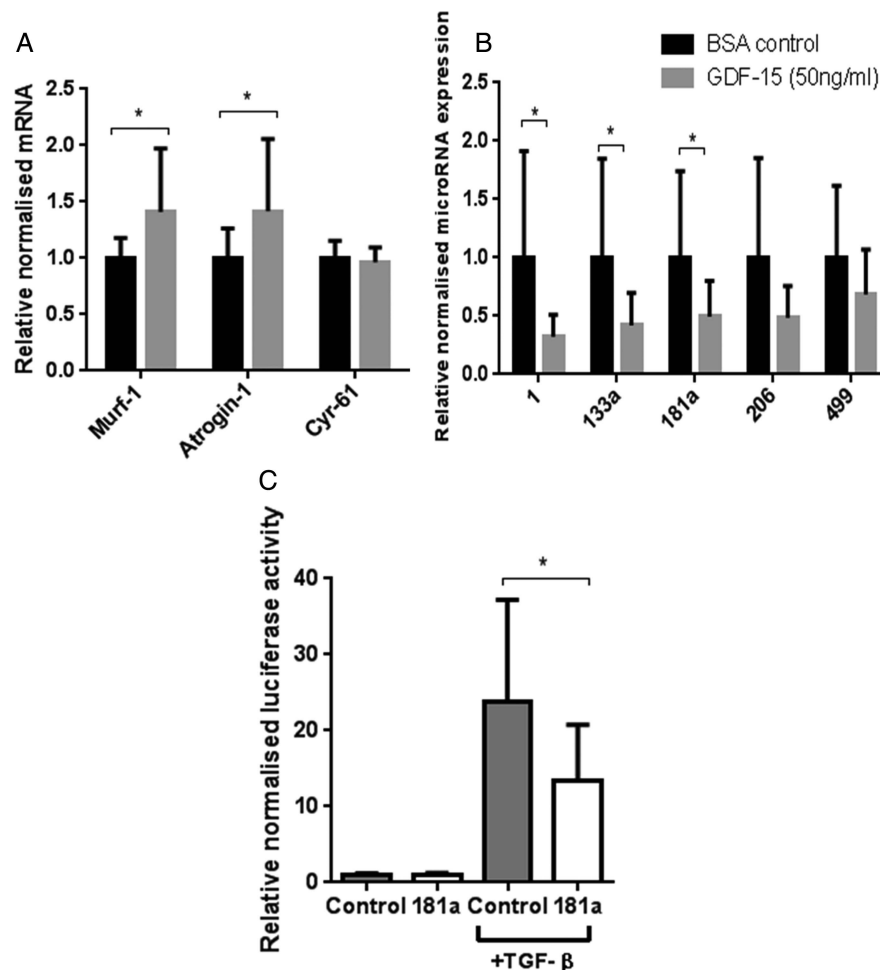 A
Relative normalised mRNA
2.5
2.0
1.5
1.0
0.5
0.0
*
*
Murf-1
Atrogin-1
Cyr-61
B
BSA control
GDF-15 (50ng/ml)
Relative normalised microRNA expression
2.5
2.0
1.5
1.0
0.5
0.0
*
*
*
1
133a
181a
206
499
C
Relative normalised luciferase activity
40
30
20
10
0
*
Control 181a Control 181a
+TGF- β